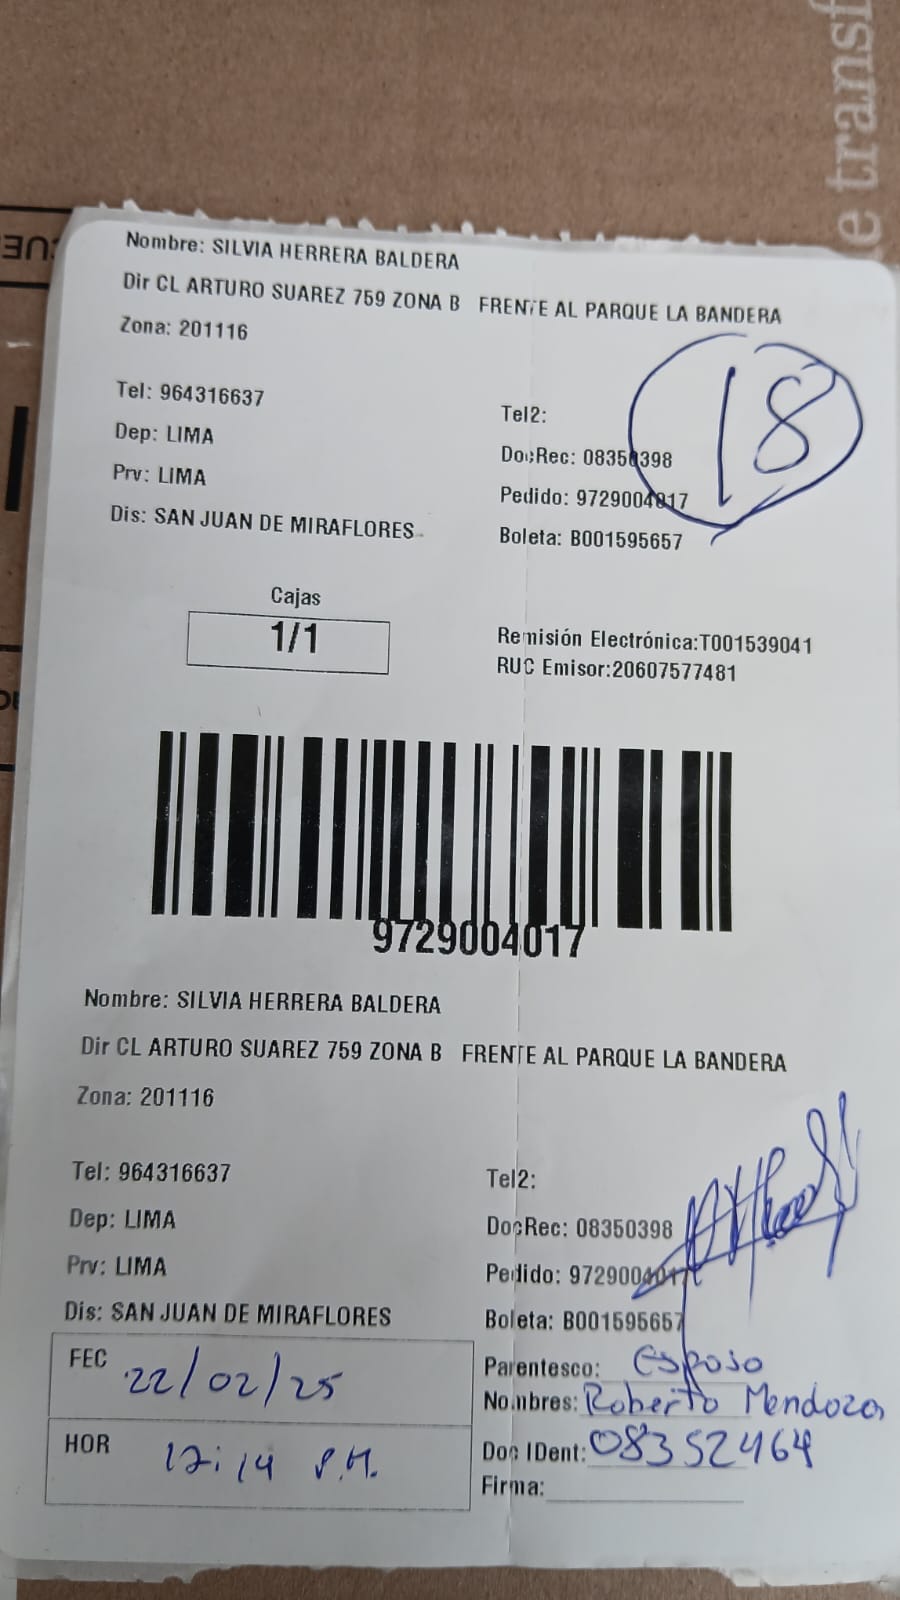 e transf
CUE
Nombre: SILVIA HERRERA BALDERA
Dir CL ARTURO SUAREZ 759 ZONA B FRENTE AL PARQUE LA BANDERA
Zona: 201116
18
Tel: 964316637
Tel2:
Dep: LIMA
DocRec: 08350398
Prv: LIMA
Pedido: 9729004017
Dis: SAN JUAN DE MIRAFLORES
Boleta: B001595657
Cajas
1/1
Remisión Electrónica:T001539041
RUC Emisor:20607577481
9729004017
Nombre: SILVIA HERRERA BALDERA
Dir CL ARTURO SUAREZ 759 ZONA B FRENTE AL PARQUE LA BANDERA
Zona: 201116
Tel: 964316637
Tel2:
Dep: LIMA
DocRec: 08350398
Prv: LIMA
Pedido: 9729004017
Dis: SAN JUAN DE MIRAFLORES
Boleta: B001595657
FEC 22/02/25
Parentesco: Esposo
Nombres: Roberto Mendoza
HOR 12:14 P.M.
Doc IDent: 08352464
Firma: